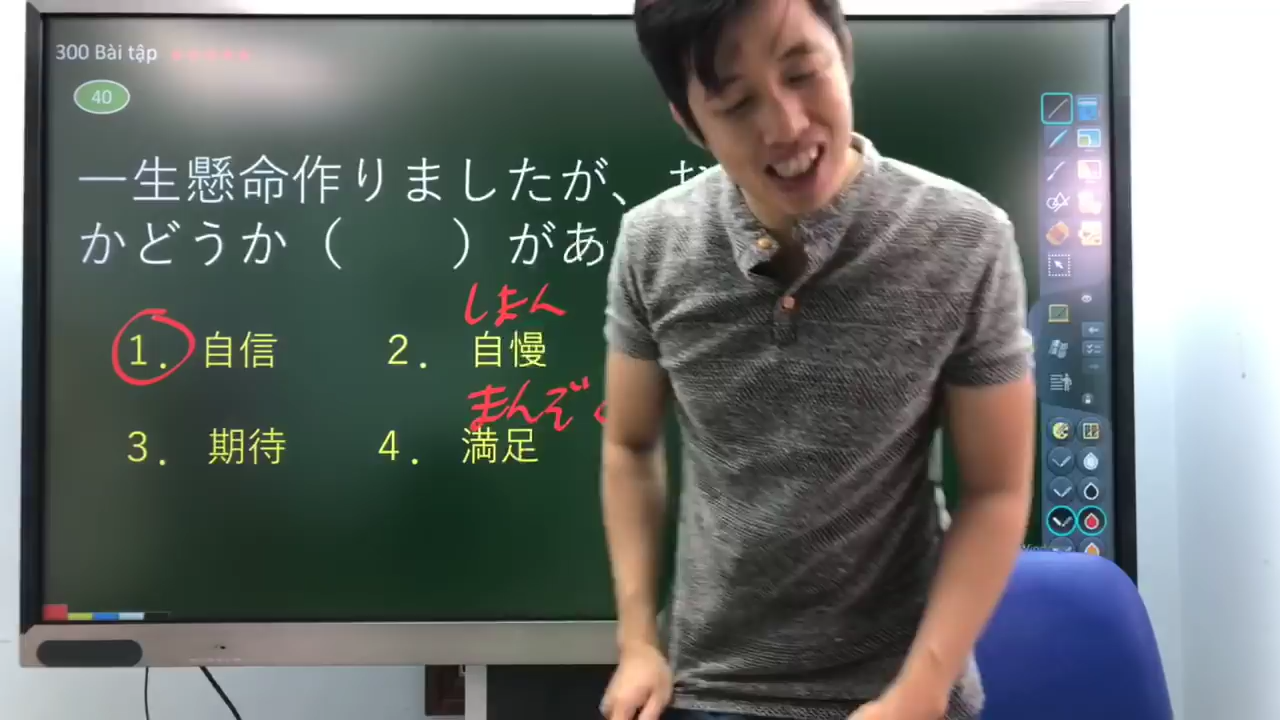 300 Bài tập
40
一生懸命作りましたが、お
かどうか（　　）があ
しまん
1. 自信 2. 自慢
まんぞ
3. 期待 4. 満足